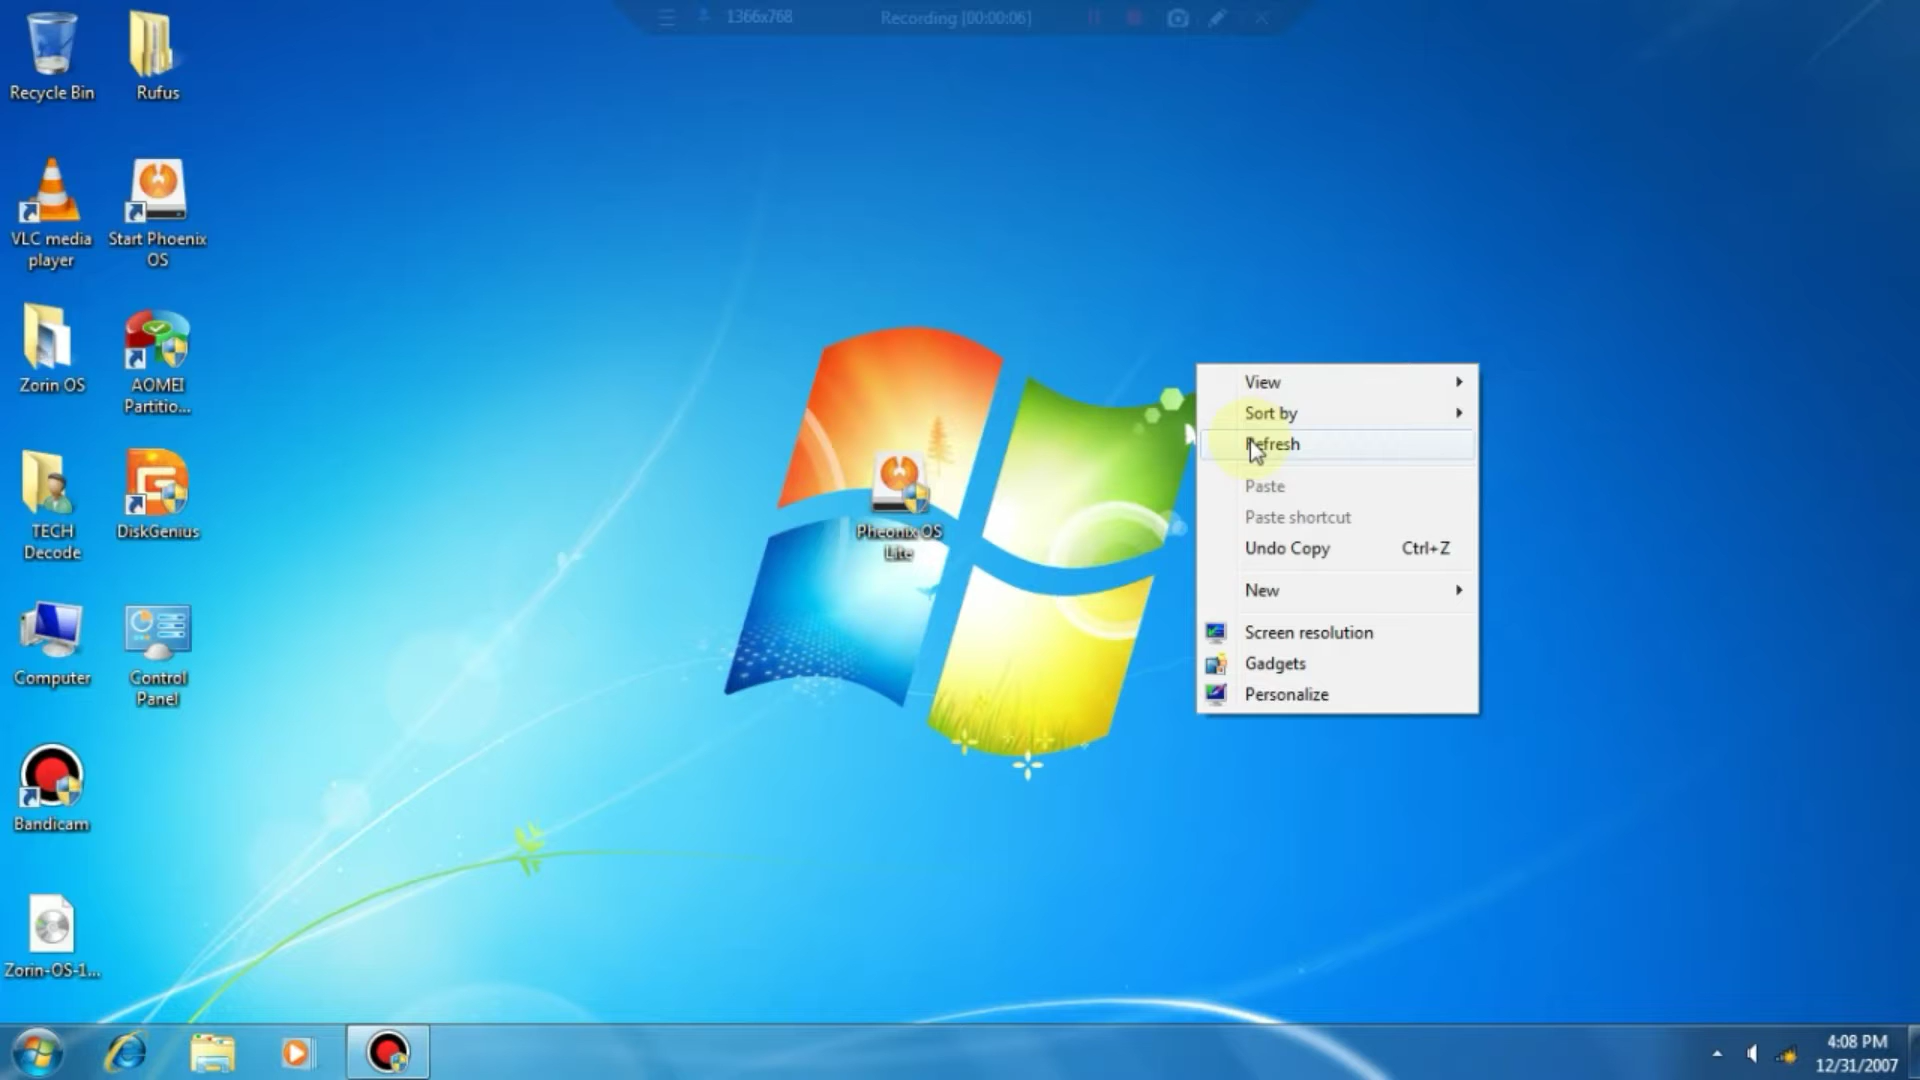 1366x768
Recording [00:00:06]
Recycle Bin
Rufus
VLC media
player
Start Phoenix
OS
Zorin OS
AOMEI
Partitio...
TECH
Decode
DiskGenius
Computer
Control
Panel
Bandicam
Zorin-OS-1...
Pheonix OS
Lite
View
Sort by
Refresh
Paste
Paste shortcut
Undo Copy Ctrl+Z
New
Screen resolution
Gadgets
Personalize
4:08 PM
12/31/2007